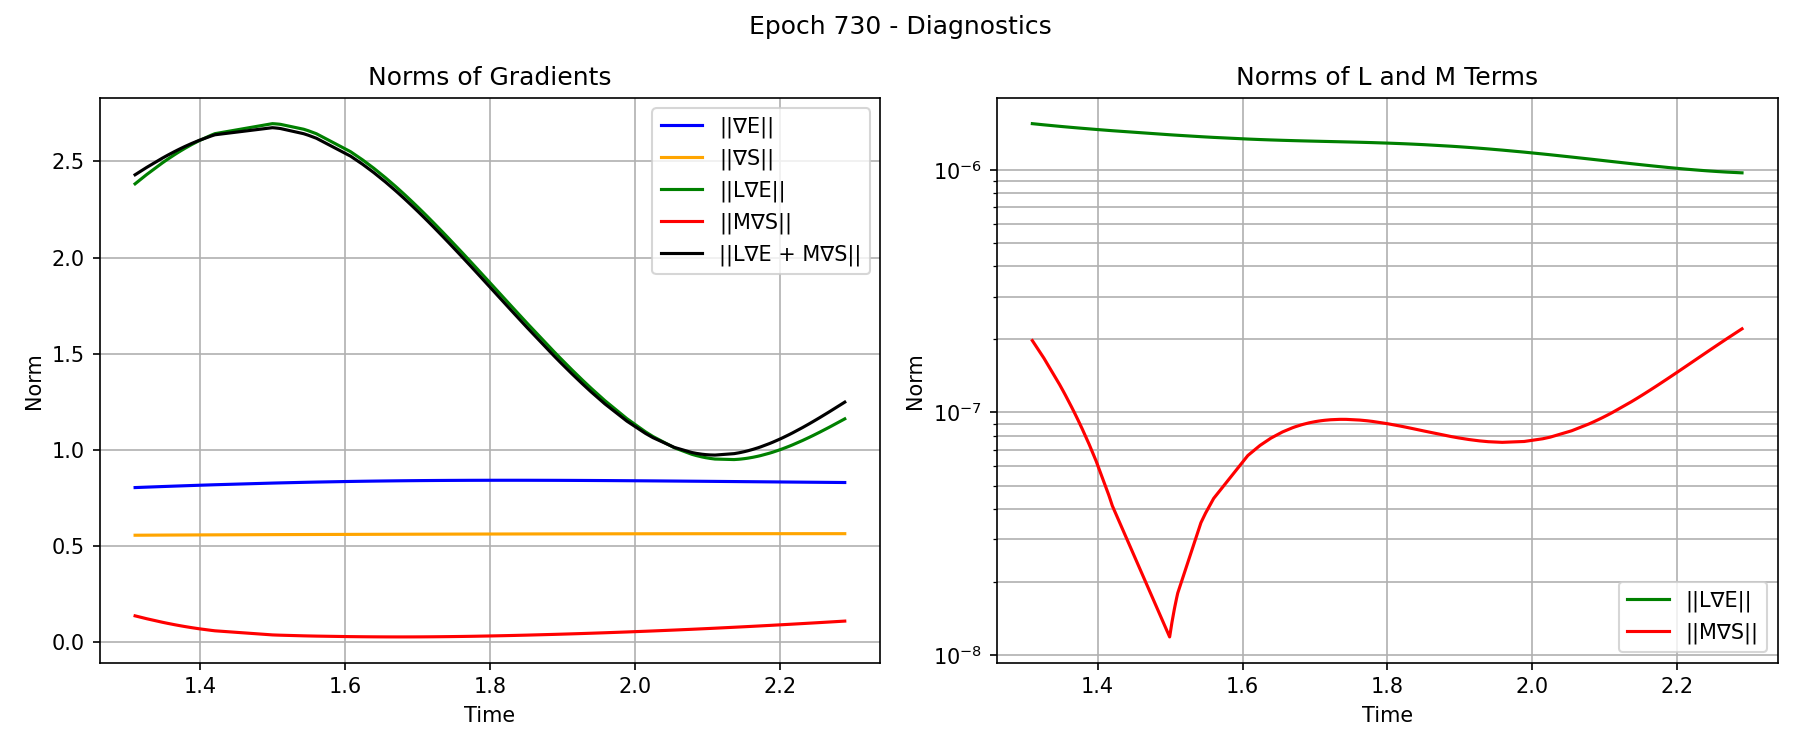 Epoch 730 - Diagnostics
Norms of Gradients
Norm
2.5
2.0
1.5
1.0
0.5
0.0
1.4 1.6 1.8 2.0 2.2
Time
||∇E||
||∇S||
||L∇E||
||M∇S||
||L∇E + M∇S||
Norms of L and M Terms
Norm
10⁻⁶
10⁻⁷
10⁻⁸
1.4 1.6 1.8 2.0 2.2
Time
||L∇E||
||M∇S||